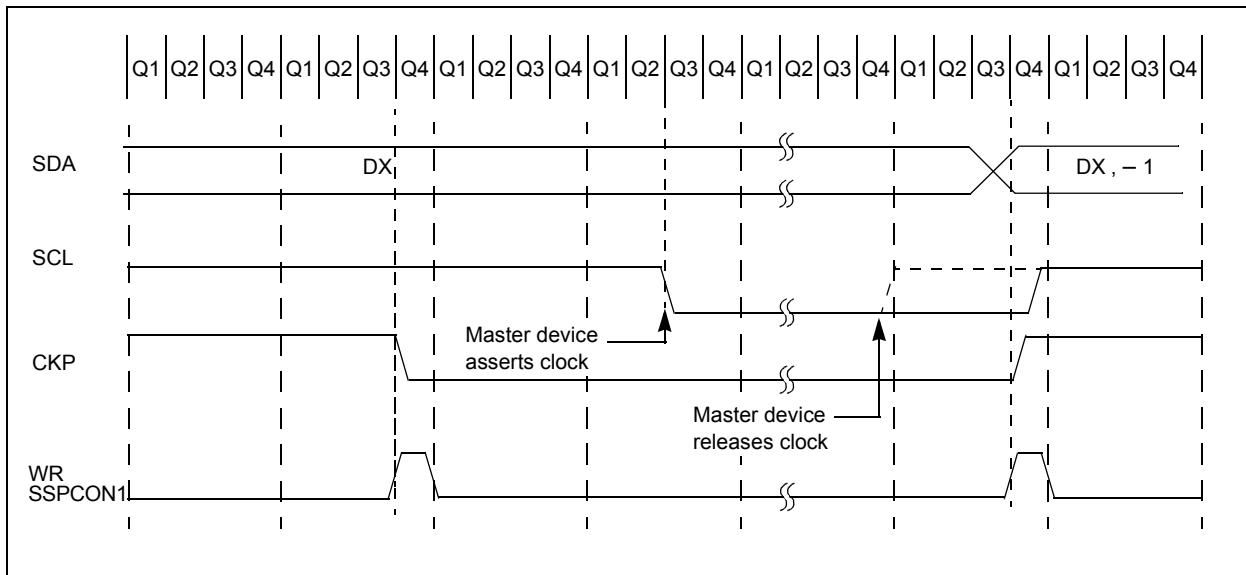 Q1 Q2 Q3 Q4 Q1 Q2 Q3 Q4 Q1 Q2 Q3 Q4 Q1 Q2 Q3 Q4 Q1 Q2 Q3 Q4 Q1 Q2 Q3 Q4 Q1 Q2 Q3 Q4
SDA
DX
DX , – 1
SCL
Master device
asserts clock
CKP
Master device
releases clock
WR
SSPCON1